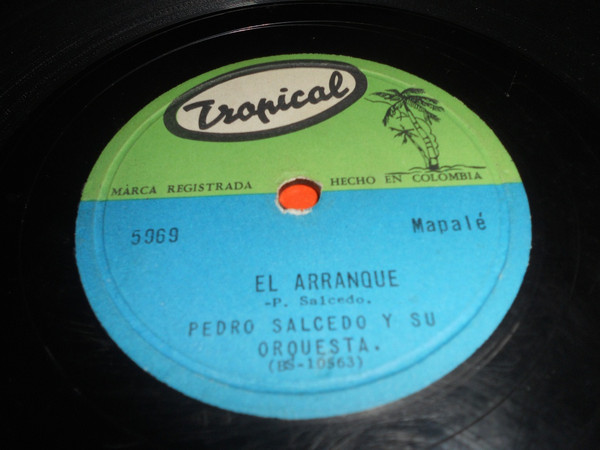 Tropical
MARCA REGISTRADA HECHO EN COLOMBIA
5969 Mapalé
EL ARRANQUE
-P. Salcedo.
PEDRO SALCEDO Y SU
ORQUESTA.
(BS-10563)